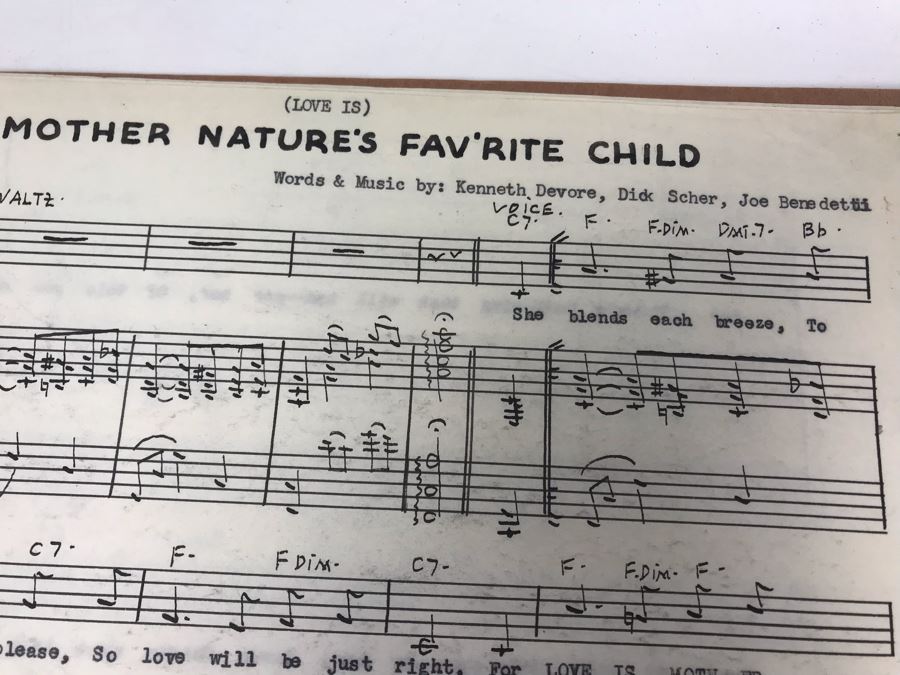 (LOVE IS)
MOTHER NATURE'S FAV'RITE CHILD
Words & Music by: Kenneth Devore, Dick Scher, Joe Benedetti
WALTZ.
VOICE.
C7. F. F.DIM. DMI.7. Bb.
She blends each breeze, To
C7. F. F DIM. C7. F. F.DIM. F.
please, So love will be just right. For LOVE IS